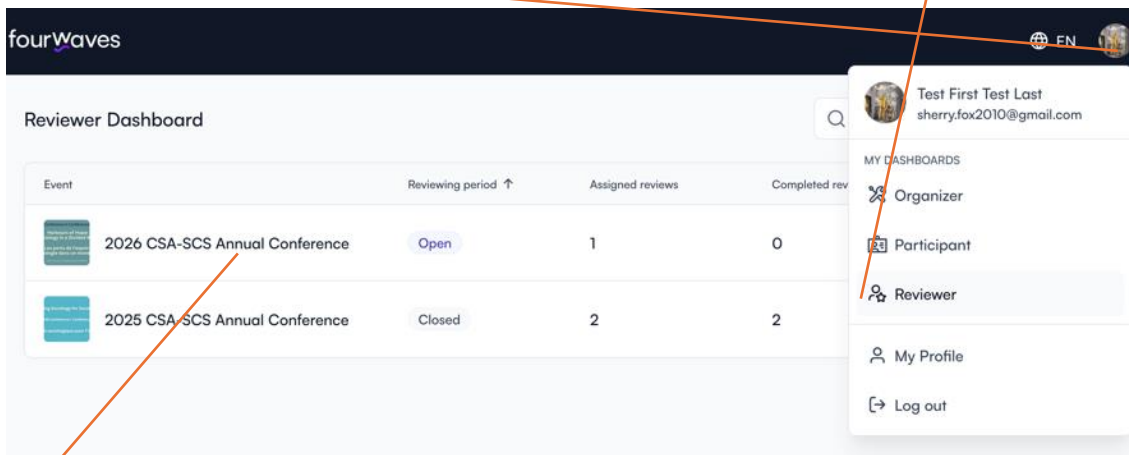 fourwaves
EN
Test First Test Last
sherry.fox2010@gmail.com
Reviewer Dashboard
MY DASHBOARDS
Organizer
Participant
Reviewer
My Profile
Log out
Event Reviewing period ↑ Assigned reviews Completed rev
2026 CSA-SCS Annual Conference Open 1 0
2025 CSA-SCS Annual Conference Closed 2 2